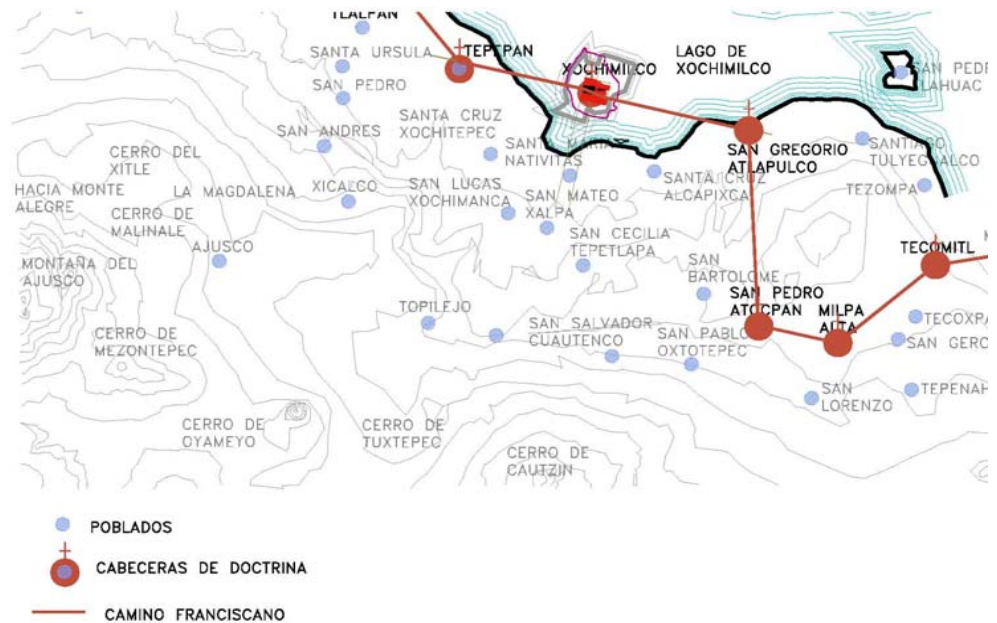 TLALPAN
SANTA URSULA
TEPEPAN
SAN PEDRO
XOCHIMILCO
LAGO DE
XOCHIMILCO
SAN PEDR
LAHUAC
SANTA CRUZ
XOCHITEPEC
SAN ANDRES
SANTA MARIA
NATIVITAS
SAN GREGORIO
ATLAPULCO
SANTIAGO
TULYEGUALCO
CERRO DEL
XITLE
HACIA MONTE
ALEGRE
LA MAGDALENA
XICALCO
SAN LUCAS
XOCHIMANCA
SAN MATEO
XALPA
SANTA CRUZ
ALCAPIXCA
TEZOMPA
CERRO DE
MALINALE
AJUSCO
SAN CECILIA
TEPETLAPA
TECOMITL
MONTAÑA DEL
AJUSCO
SAN
BARTOLOME
SAN PEDRO
ATOCPAN
MILPA
ALTA
TOPILEJO
CERRO DE
MEZONTEPEC
SAN SALVADOR
CUAUTENCO
SAN PABLO
OXTOTEPEC
TECOXPA
SAN GERO
SAN
LORENZO
TEPENAH
CERRO DE
OYAMEYO
CERRO DE
TUXTEPEC
CERRO DE
CAUTZIN
POBLADOS
CABECERAS DE DOCTRINA
CAMINO FRANCISCANO